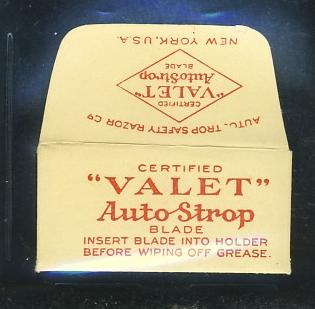 NEW YORK, U.S.A.
CERTIFIED
"VALET"
AutoStrop
BLADE
AUTO. TROP SAFETY RAZOR Co
CERTIFIED
"VALET"
Auto-Strop
BLADE
INSERT BLADE INTO HOLDER
BEFORE WIPING OFF GREASE.